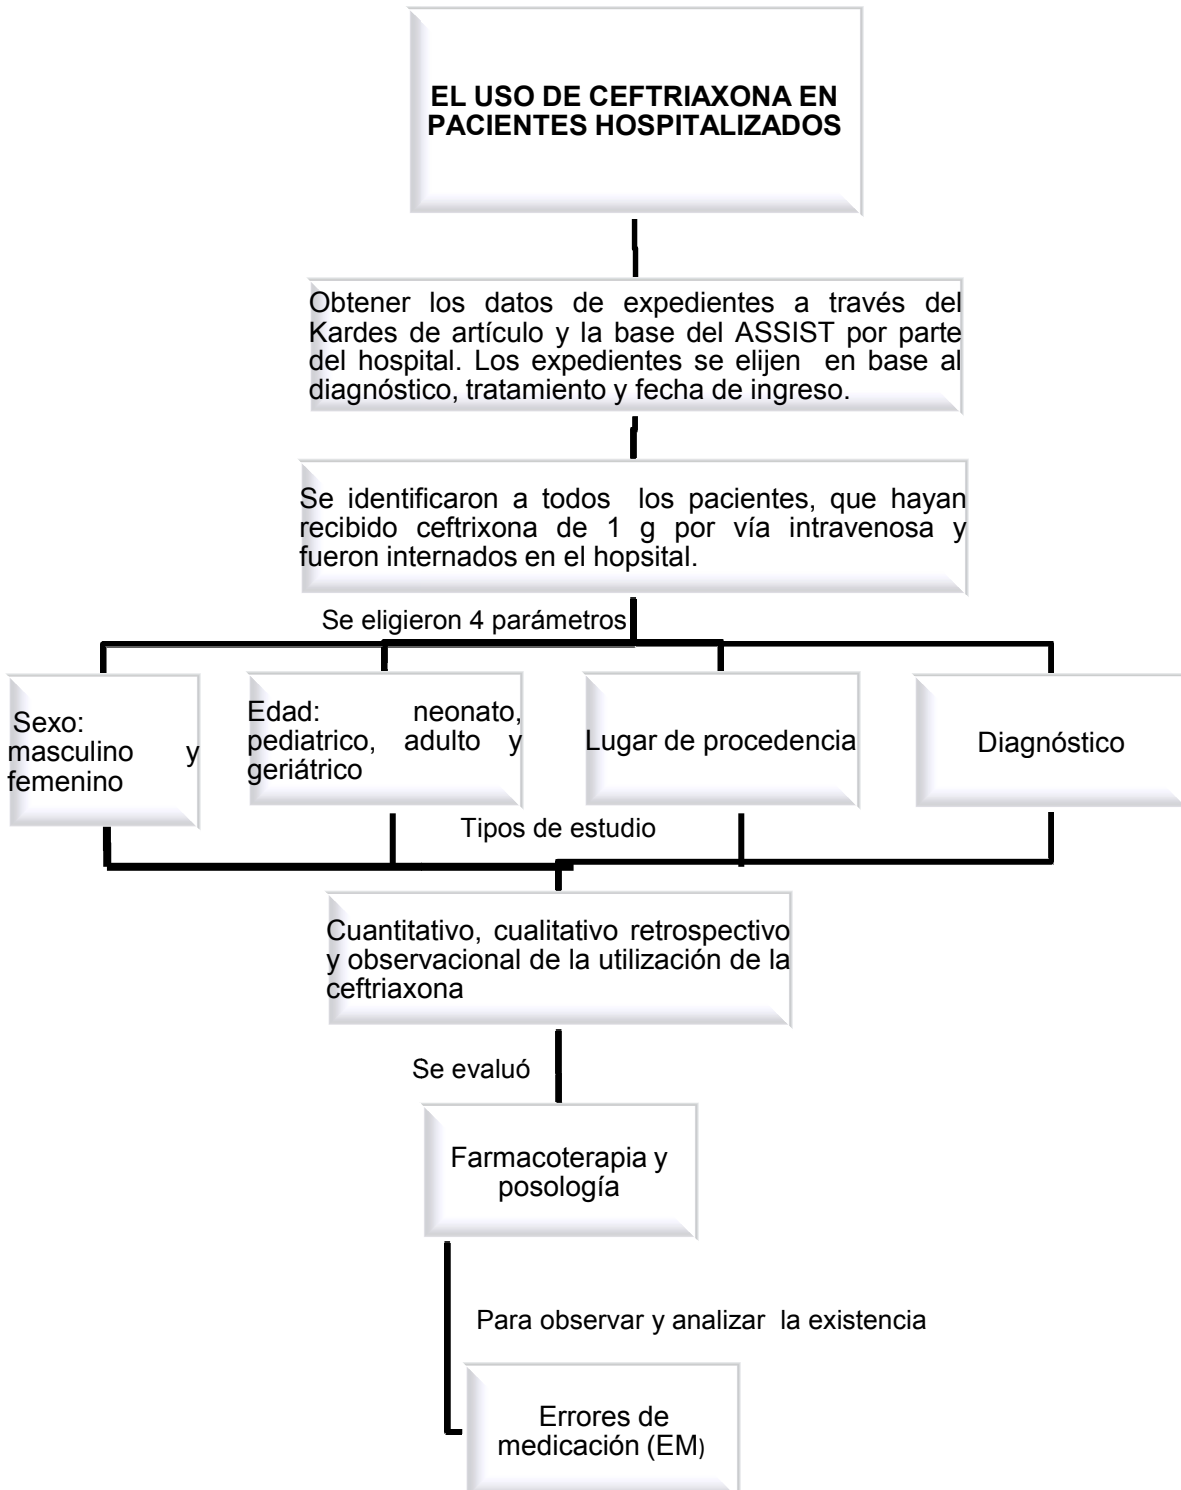 EL USO DE CEFTRIAXONA EN
PACIENTES HOSPITALIZADOS
Obtener los datos de expedientes a través del
Kardes de artículo y la base del ASSIST por parte
del hospital. Los expedientes se elijen en base al
diagnóstico, tratamiento y fecha de ingreso.
Se identificaron a todos los pacientes, que hayan
recibido ceftrixona de 1 g por vía intravenosa y
fueron internados en el hopsital.
Se eligieron 4 parámetros
Sexo:
masculino y
femenino
Edad: neonato,
pediatrico, adulto y
geriátrico
Lugar de procedencia
Diagnóstico
Tipos de estudio
Cuantitativo, cualitativo retrospectivo
y observacional de la utilización de la
ceftriaxona
Se evaluó
Farmacoterapia y
posología
Para observar y analizar la existencia
Errores de
medicación (EM)